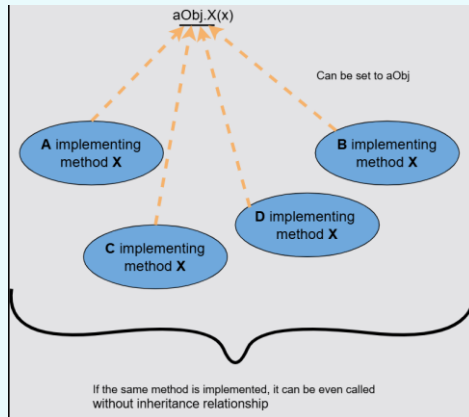 aObj.X(x)
Can be set to aObj
A implementing
method X
B implementing
method X
D implementing
method X
C implementing
method X
If the same method is implemented, it can be even called
without inheritance relationship